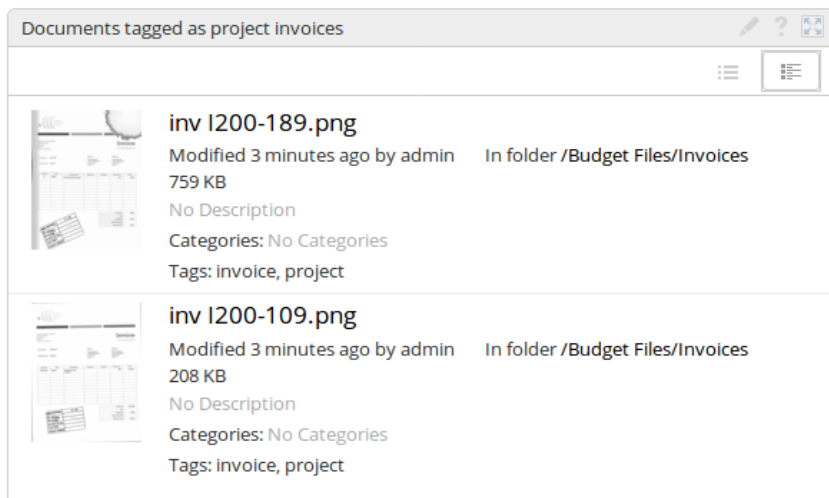 Documents tagged as project invoices
inv I200-189.png
Modified 3 minutes ago by admin In folder /Budget Files/Invoices
759 KB
No Description
Categories: No Categories
Tags: invoice, project
inv I200-109.png
Modified 3 minutes ago by admin In folder /Budget Files/Invoices
208 KB
No Description
Categories: No Categories
Tags: invoice, project